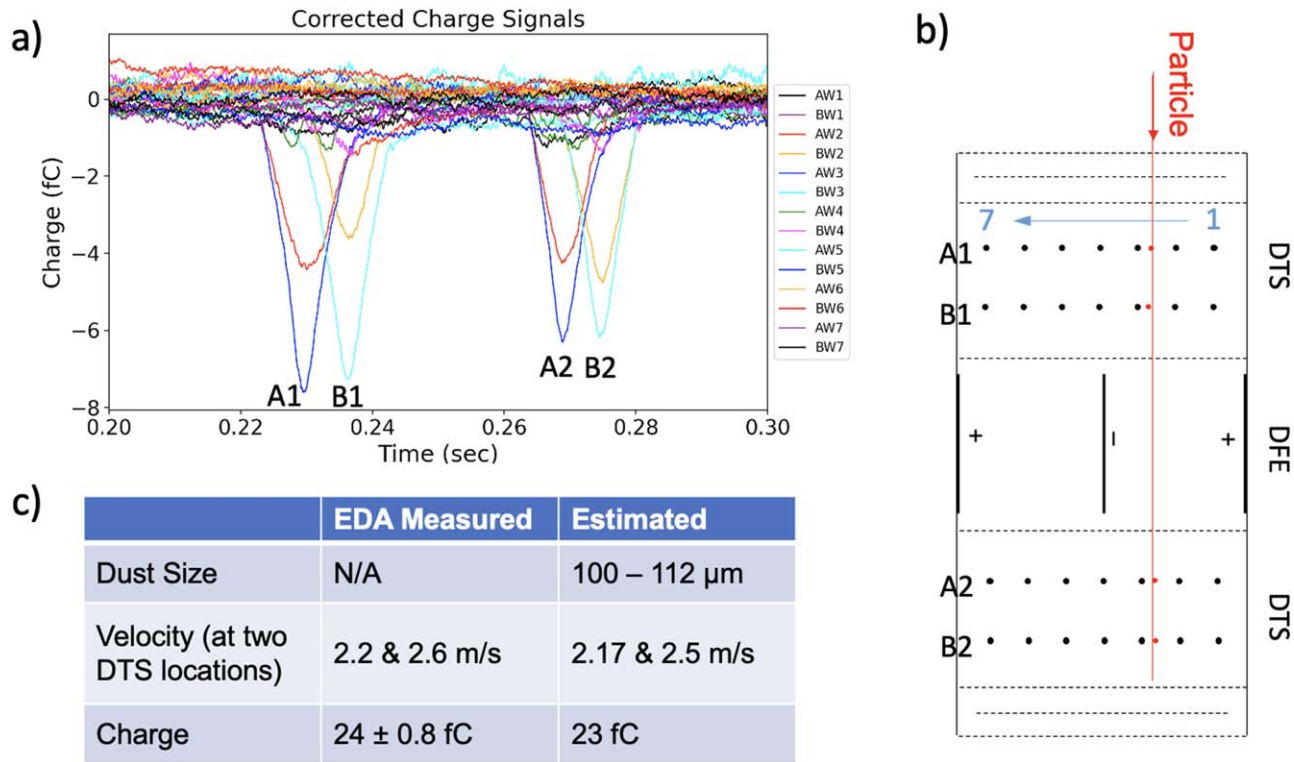 a)
Corrected Charge Signals
Charge (fC)
0
−2
−4
−6
−8
0.20
0.22
0.24
0.26
0.28
0.30
Time (sec)
A1
B1
A2
B2
AW1
BW1
AW2
BW2
AW3
BW3
AW4
BW4
AW5
BW5
AW6
BW6
AW7
BW7
b)
Particle
7
1
A1
B1
DTS
+
–
+
DFE
A2
B2
DTS
c)
EDA Measured
Estimated
Dust Size
N/A
100 – 112 µm
Velocity (at two
DTS locations)
2.2 & 2.6 m/s
2.17 & 2.5 m/s
Charge
24 ± 0.8 fC
23 fC